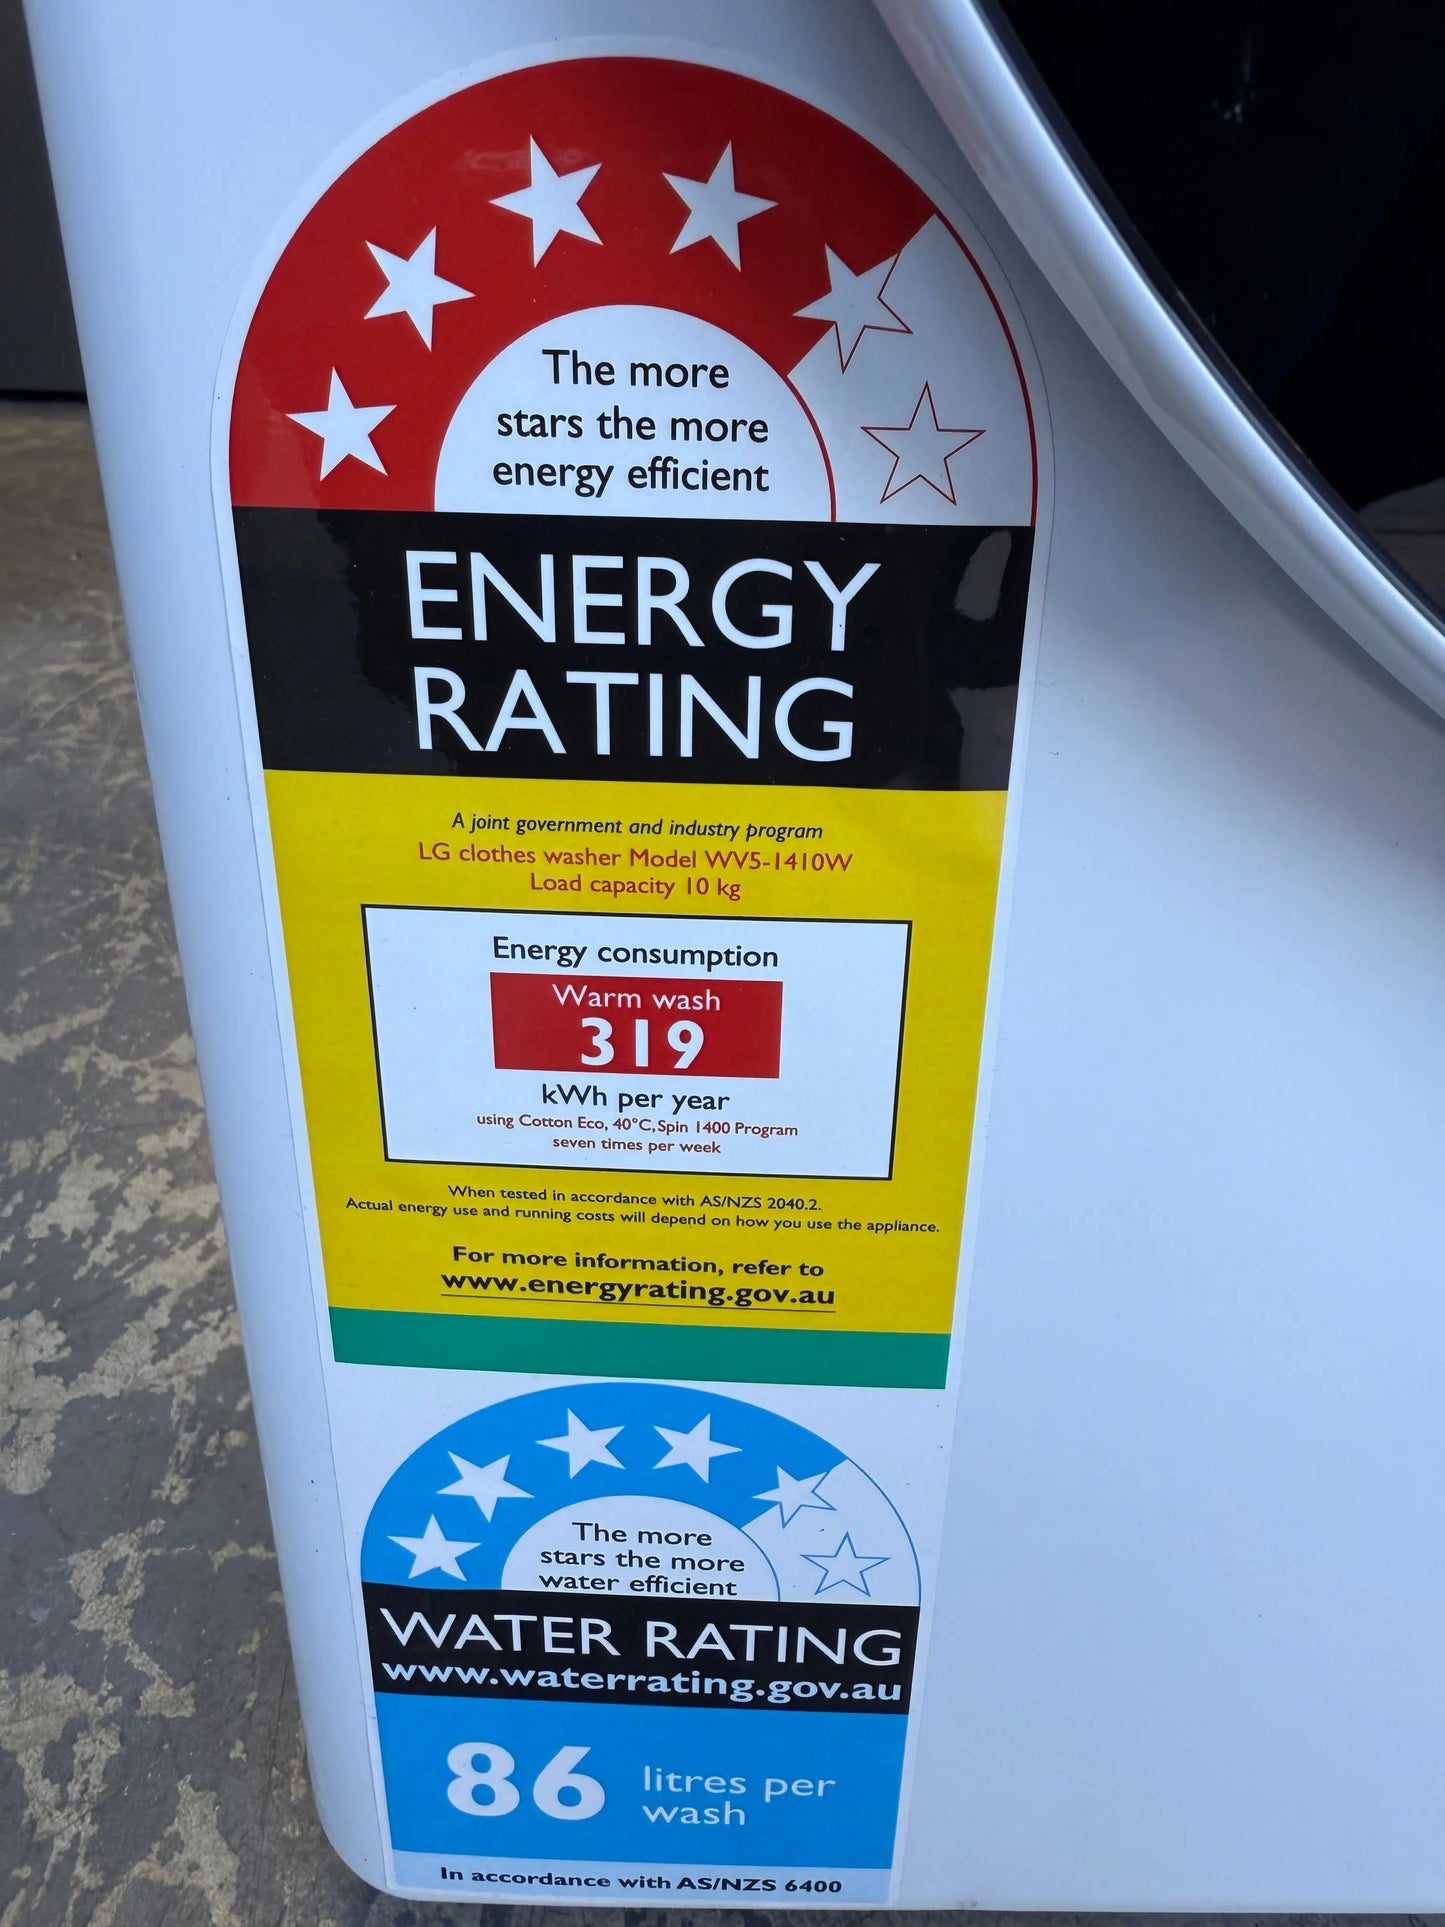 The more
stars the more
energy efficient
ENERGY
RATING
A joint government and industry program
LG clothes washer Model WV5-1410W
Load capacity 10 kg
Energy consumption
Warm wash
319
kWh per year
using Cotton Eco, 40°C, Spin 1400 Program
seven times per week
When tested in accordance with AS/NZS 2040.2.
Actual energy use and running costs will depend on how you use the appliance.
For more information, refer to
www.energyrating.gov.au
The more
stars the more
water efficient
WATER RATING
www.waterrating.gov.au
86 litres per
wash
In accordance with AS/NZS 6400